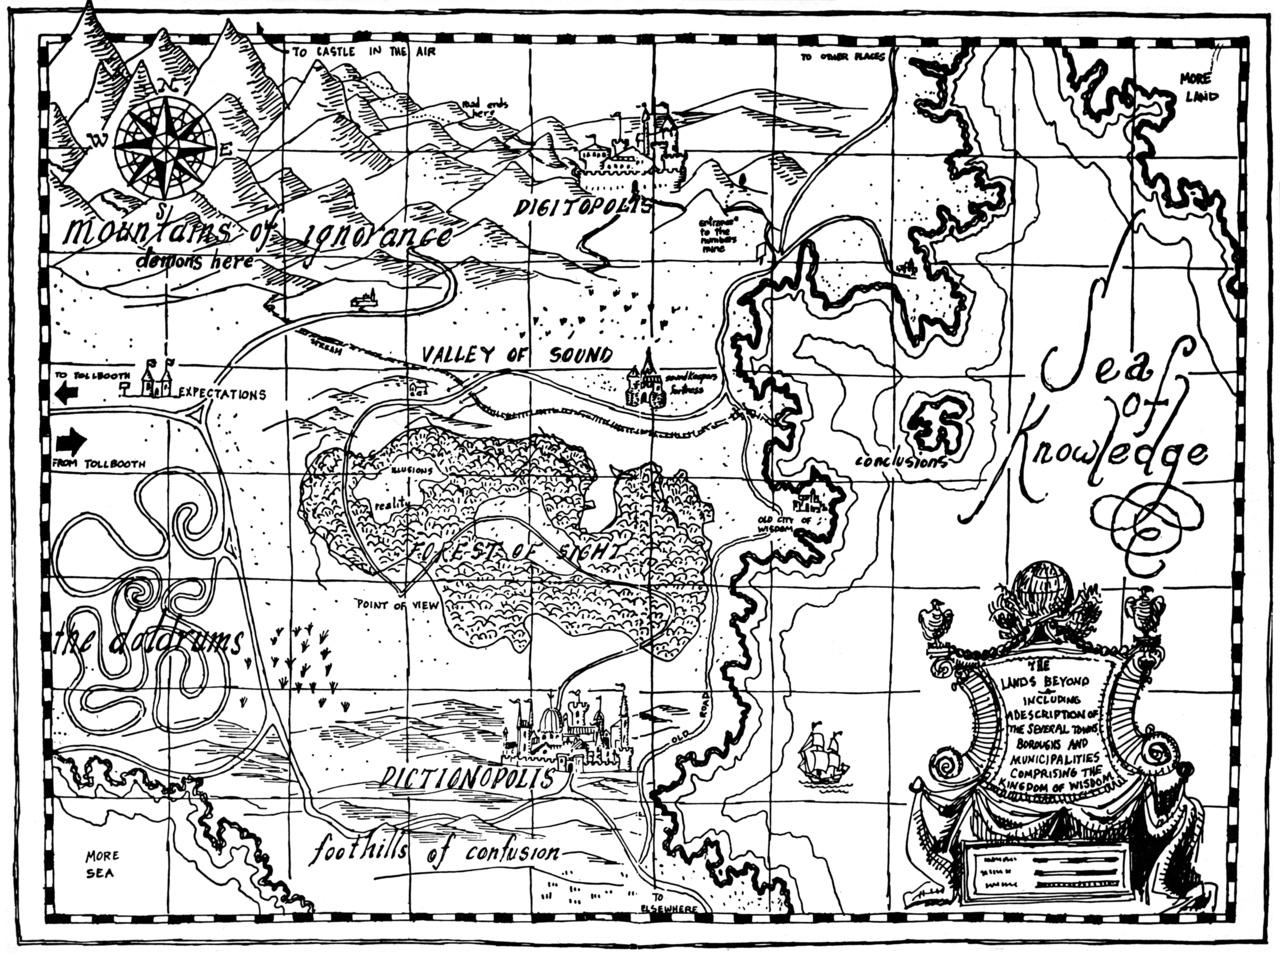 TO CASTLE IN THE AIR
TO OTHER PLACES
MORE
LAND
road ends
here
N
W
E
S
DIGITOPOLIS
entrance
to the
numbers
mine
mountains of ignorance
demons here
STREAM
VALLEY OF SOUND
TO TOLLBOOTH
EXPECTATIONS
soundkeepers
fortress
Sea
of
Knowledge
FROM TOLLBOOTH
ILLUSIONS
reality
conclusions
OLD CITY OF
WISDOM
FOREST OF SIGHT
POINT OF VIEW
the doldrums
THE
LANDS BEYOND
INCLUDING
A DESCRIPTION OF
THE SEVERAL TOWNS
BOROUGHS AND
MUNICIPALITIES
COMPRISING THE
KINGDOM OF WISDOM
OLD ROAD
DICTIONOPOLIS
foothills of confusion
MORE
SEA
TO
ELSEWHERE